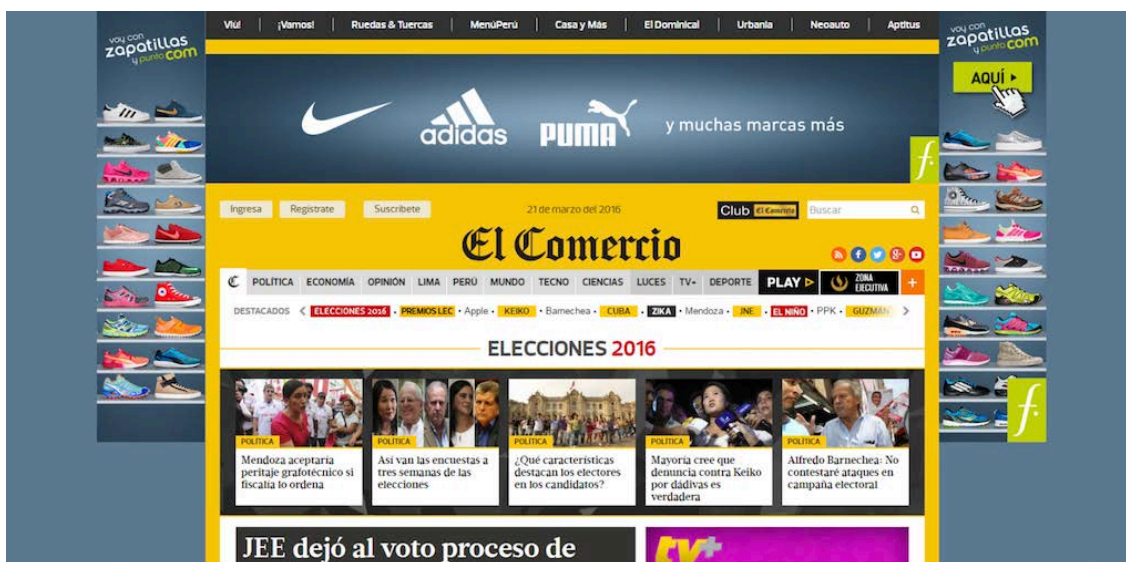 Viù! | ¡Vamos! | Ruedas & Tuercas | MenúPerú | Casa y Más | El Dominical | Urbania | Neoauto | Aptitus
voy con
zapatillas
y punto com
voy con
zapatillas
y punto com
AQUÍ
adidas
PUMA
y muchas marcas más
f.
Ingresa
Regístrate
Suscríbete
21 de marzo del 2016
Club El Comercio
Buscar
El Comercio
C POLÍTICA ECONOMÍA OPINIÓN LIMA PERÚ MUNDO TECNO CIENCIAS LUCES TV+ DEPORTE PLAY ZONA EJECUTIVA +
DESTACADOS < ELECCIONES 2016 • PREMIOS LEC • Apple • KEIKO • Barnechea • CUBA • ZIKA • Mendoza • JNE • EL NIÑO • PPK • GUZMÁN >
ELECCIONES 2016
POLÍTICA
Mendoza aceptaría
peritaje grafotécnico si
fiscalía lo ordena
POLÍTICA
Así van las encuestas a
tres semanas de las
elecciones
POLÍTICA
¿Qué características
destacan los electores
en los candidatos?
POLÍTICA
Mayoría cree que
denuncia contra Keiko
por dádivas es
verdadera
POLÍTICA
Alfredo Barnechea: No
contestaré ataques en
campaña electoral
f.
JEE dejó al voto proceso de
tv+